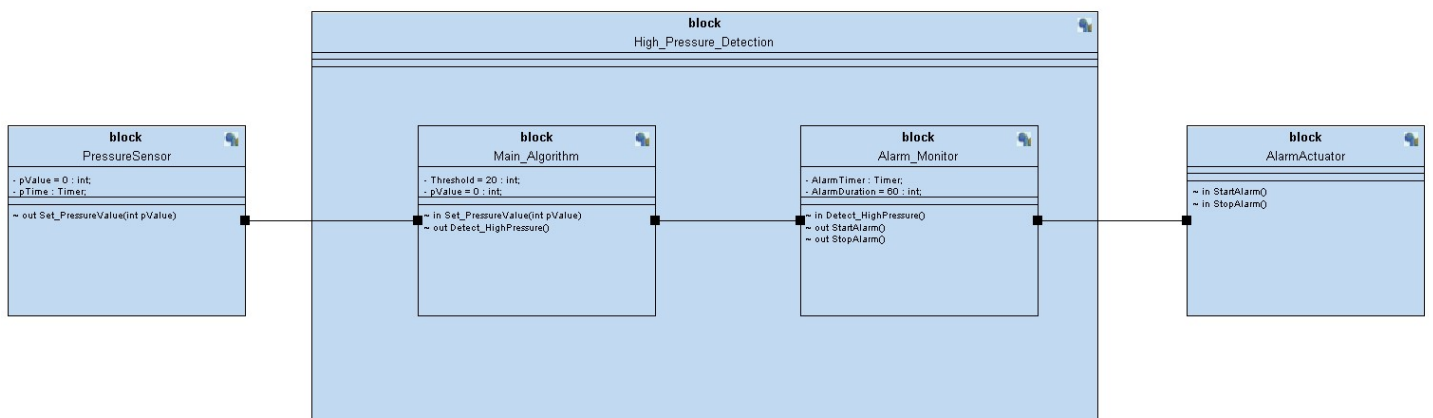 block
High_Pressure_Detection
block
PressureSensor
- pValue = 0 : int;
- pTime : Timer;
~ out Set_PressureValue(int pValue)
block
Main_Algorithm
- Threshold = 20 : int;
- pValue = 0 : int;
~ in Set_PressureValue(int pValue)
~ out Detect_HighPressure()
block
Alarm_Monitor
- AlarmTimer : Timer;
- AlarmDuration = 60 : int;
~ in Detect_HighPressure()
~ out StartAlarm()
~ out StopAlarm()
block
AlarmActuator
~ in StartAlarm()
~ in StopAlarm()